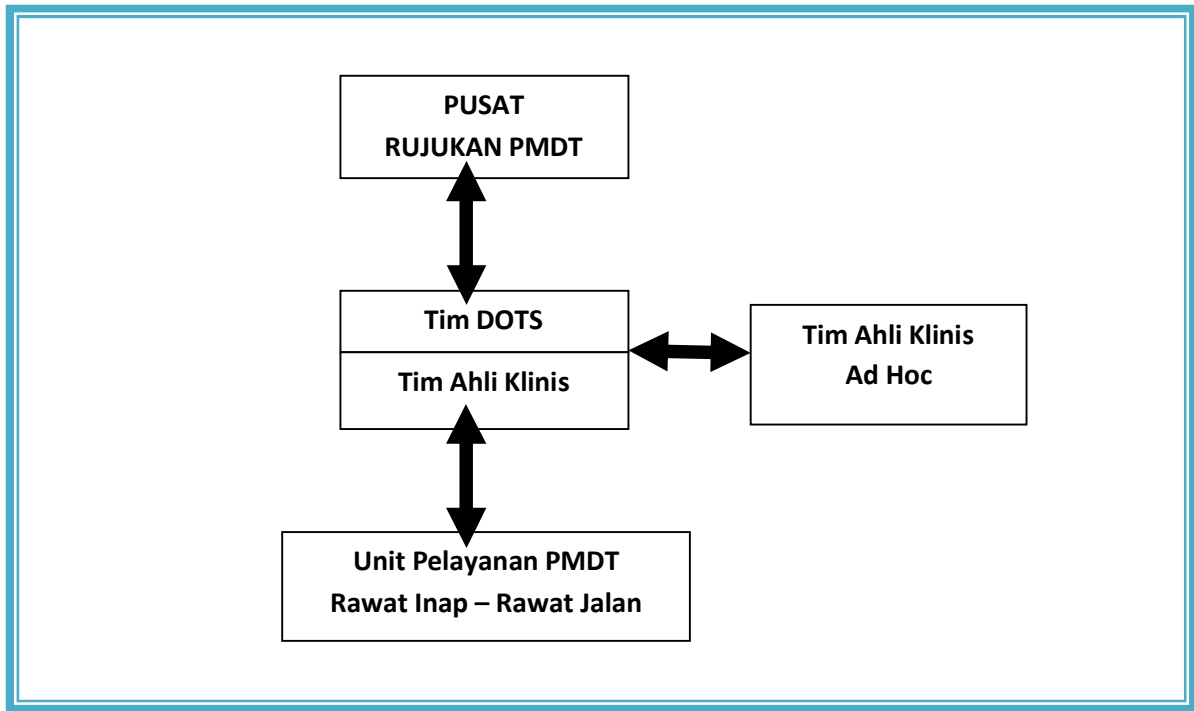 PUSAT
RUJUKAN PMDT
Tim DOTS
Tim Ahli Klinis
Tim Ahli Klinis
Ad Hoc
Unit Pelayanan PMDT
Rawat Inap – Rawat Jalan